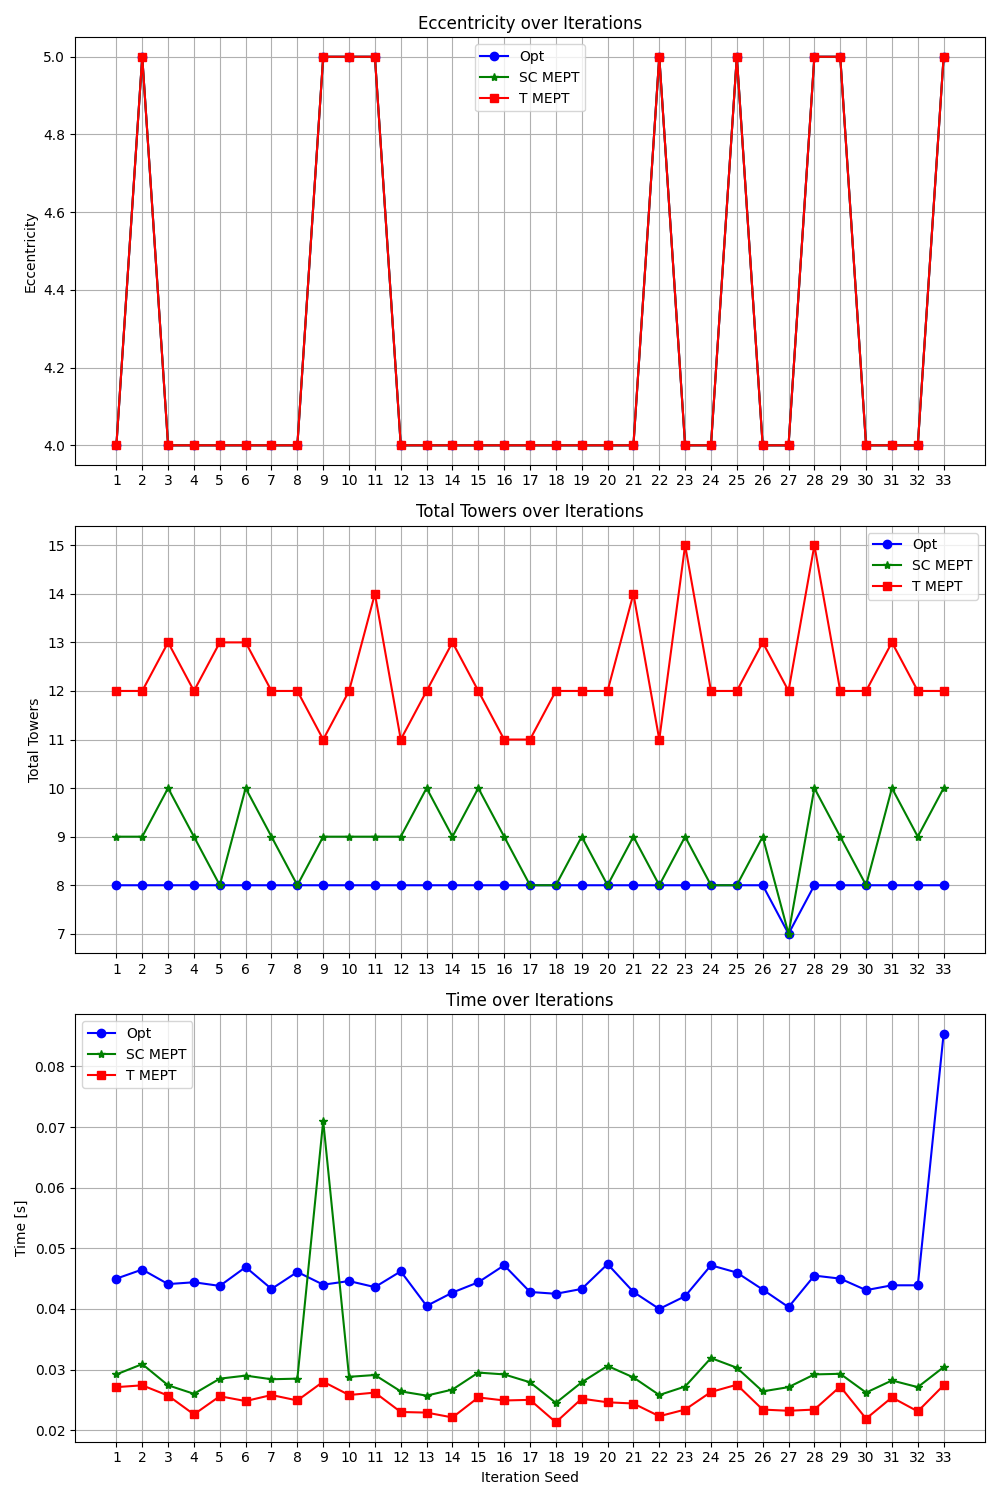 Eccentricity over Iterations
5.0
4.8
4.6
4.4
4.2
4.0
Eccentricity
Opt
SC MEPT
T MEPT
1 2 3 4 5 6 7 8 9 10 11 12 13 14 15 16 17 18 19 20 21 22 23 24 25 26 27 28 29 30 31 32 33
Total Towers over Iterations
15
14
13
12
11
10
9
8
7
Total Towers
Opt
SC MEPT
T MEPT
1 2 3 4 5 6 7 8 9 10 11 12 13 14 15 16 17 18 19 20 21 22 23 24 25 26 27 28 29 30 31 32 33
Time over Iterations
0.08
0.07
0.06
0.05
0.04
0.03
0.02
Time [s]
Opt
SC MEPT
T MEPT
1 2 3 4 5 6 7 8 9 10 11 12 13 14 15 16 17 18 19 20 21 22 23 24 25 26 27 28 29 30 31 32 33
Iteration Seed